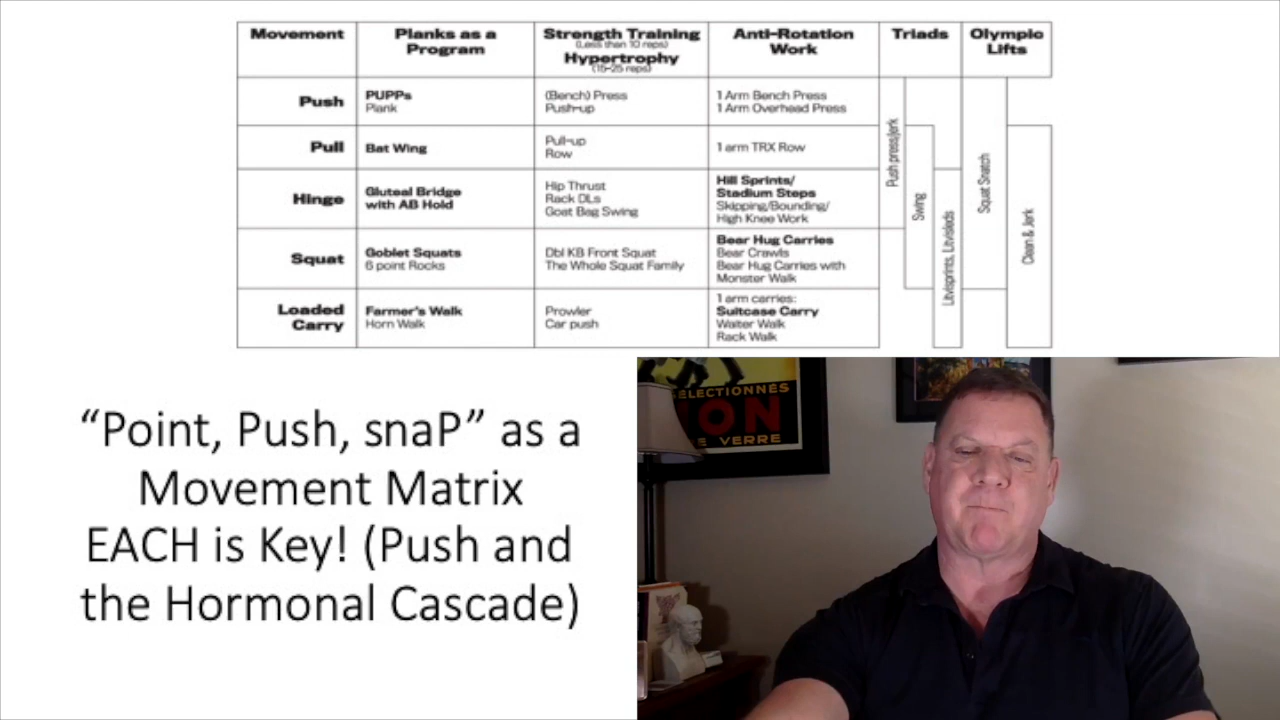 Movement
Planks as a
Program
Strength Training
(Less than 10 reps)
Hypertrophy
(15-25 reps)
Anti-Rotation
Work
Triads
Olympic
Lifts
Push
PUPPs
Plank
(Bench) Press
Push-up
1 Arm Bench Press
1 Arm Overhead Press
Pull
Bat Wing
Pull-up
Row
1 arm TRX Row
Hinge
Gluteal Bridge
with AB Hold
Hip Thrust
Rack DLs
Goat Bag Swing
Hill Sprints/
Stadium Steps
Skipping/Bounding/
High Knee Work
Squat
Goblet Squats
6 point Rocks
Dbl KB Front Squat
The Whole Squat Family
Bear Hug Carries
Bear Crawls
Bear Hug Carries with
Monster Walk
Loaded
Carry
Farmer's Walk
Horn Walk
Prowler
Car push
1 arm carries:
Suitcase Carry
Waiter Walk
Rack Walk
Push press/jerk
Swing
Litvisprints, Litvisleds
Squat Snatch
Clean & Jerk
“Point, Push, snaP” as a
Movement Matrix
EACH is Key! (Push and
the Hormonal Cascade)
ÉLECTIONNÉS
ION
E VERRE